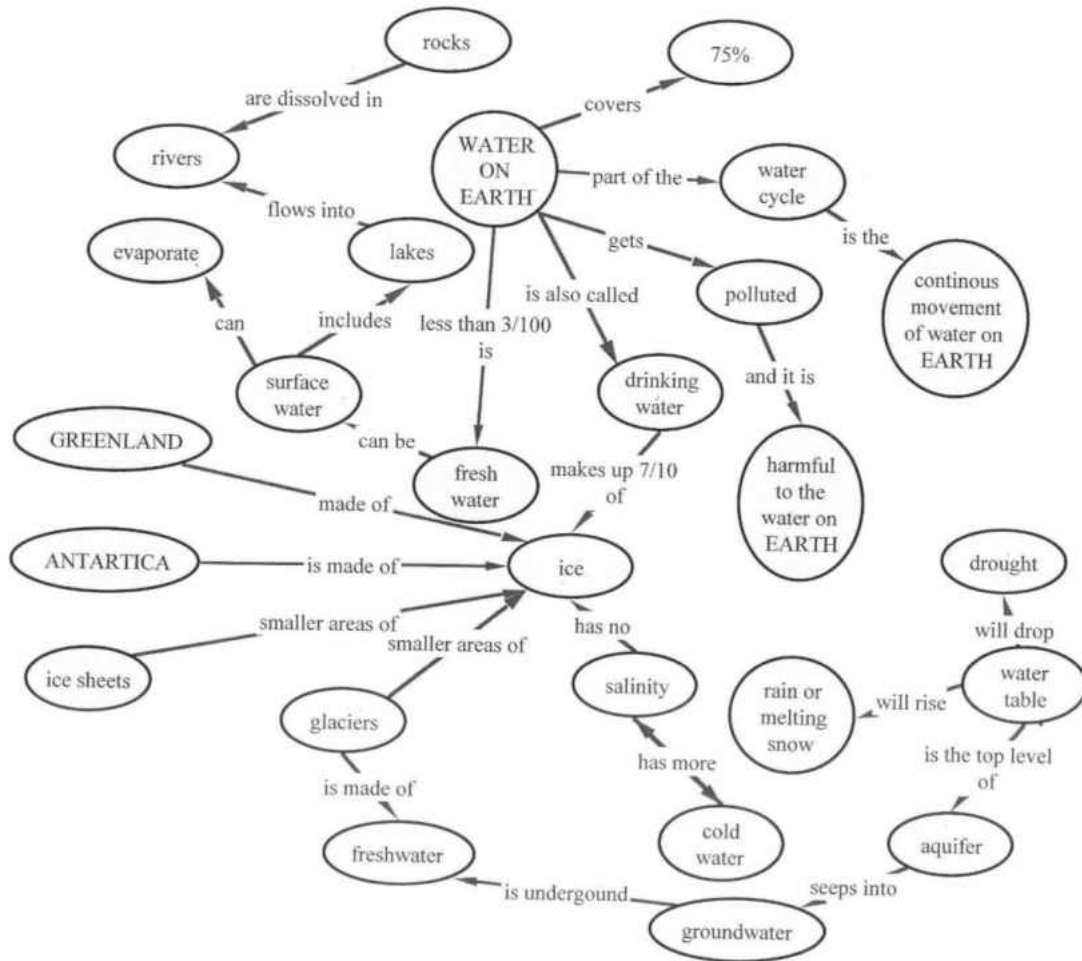 rocks
75%
are dissolved in
covers
rivers
WATER
ON
EARTH
part of the
water
cycle
flows into
is the
evaporate
lakes
gets
polluted
continous
movement
of water on
EARTH
is also called
can
includes
less than 3/100
is
surface
water
drinking
water
and it is
GREENLAND
can be
fresh
water
makes up 7/10
of
harmful
to the
water on
EARTH
made of
ANTARTICA
is made of
ice
drought
smaller areas of
has no
smaller areas of
will drop
ice sheets
glaciers
salinity
rain or
melting
snow
will rise
water
table
is made of
has more
is the top level
of
freshwater
cold
water
aquifer
is undergound
seeps into
groundwater